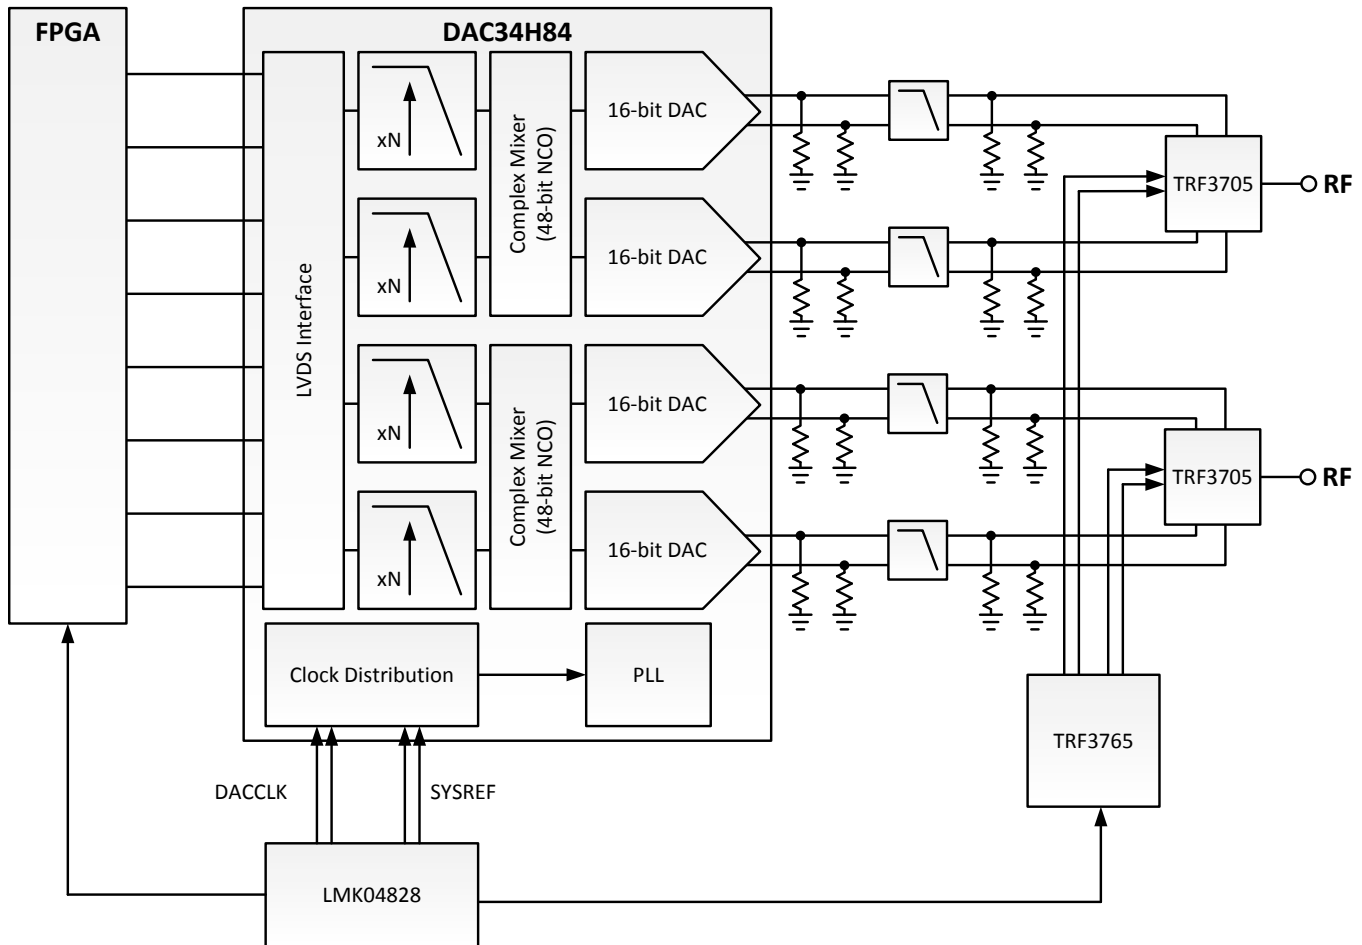 FPGA
DAC34H84
LVDS Interface
xN
Complex Mixer
(48-bit NCO)
16-bit DAC
xN
16-bit DAC
TRF3705
RF
xN
Complex Mixer
(48-bit NCO)
16-bit DAC
xN
16-bit DAC
TRF3705
RF
Clock Distribution
PLL
TRF3765
DACCLK
SYSREF
LMK04828